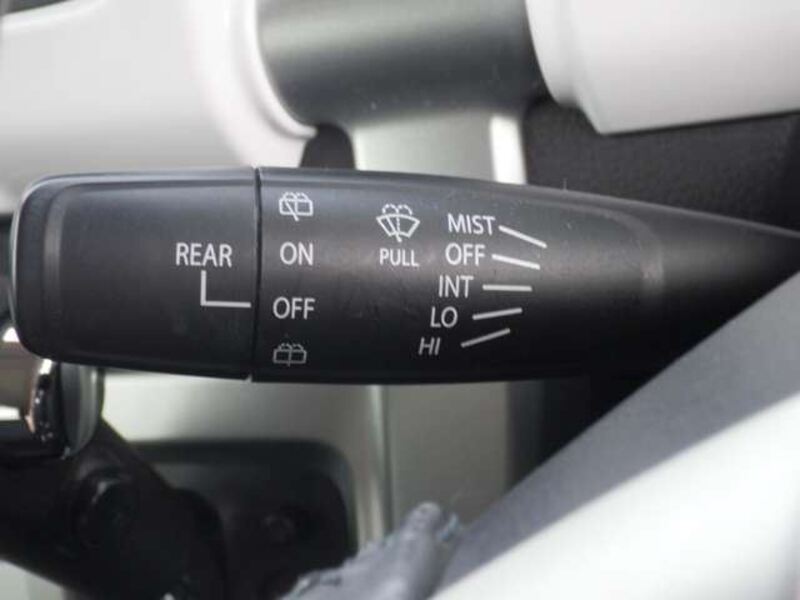 REAR
ON
OFF
PULL
MIST
OFF
INT
LO
HI